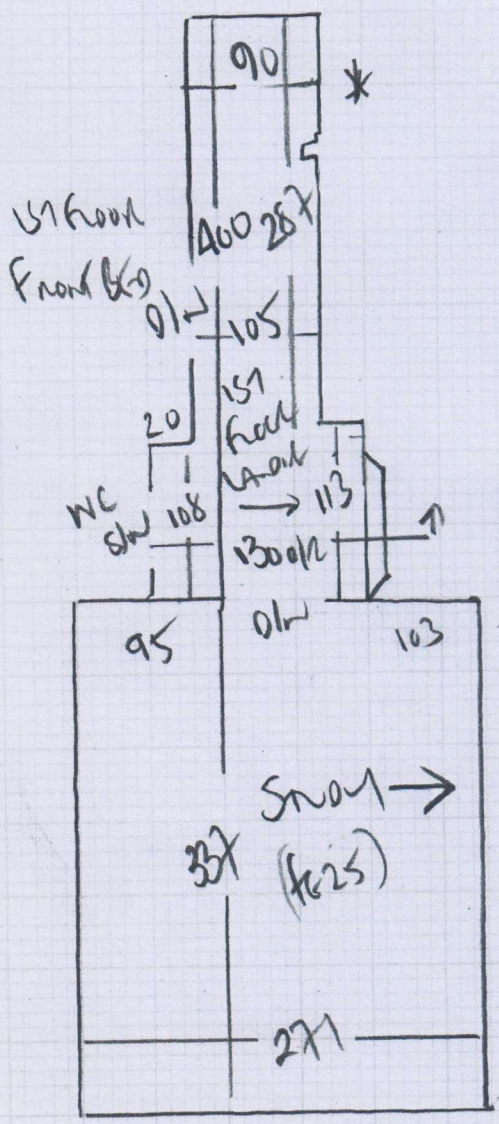 90
*
1ST FLOOR
FRONT BED
400 287
D/W
105
1ST
FLOOR
20
WC
S/W
108
→ 113
130 O/R
95
D/W
103
STUDY →
337
(FC25)
271